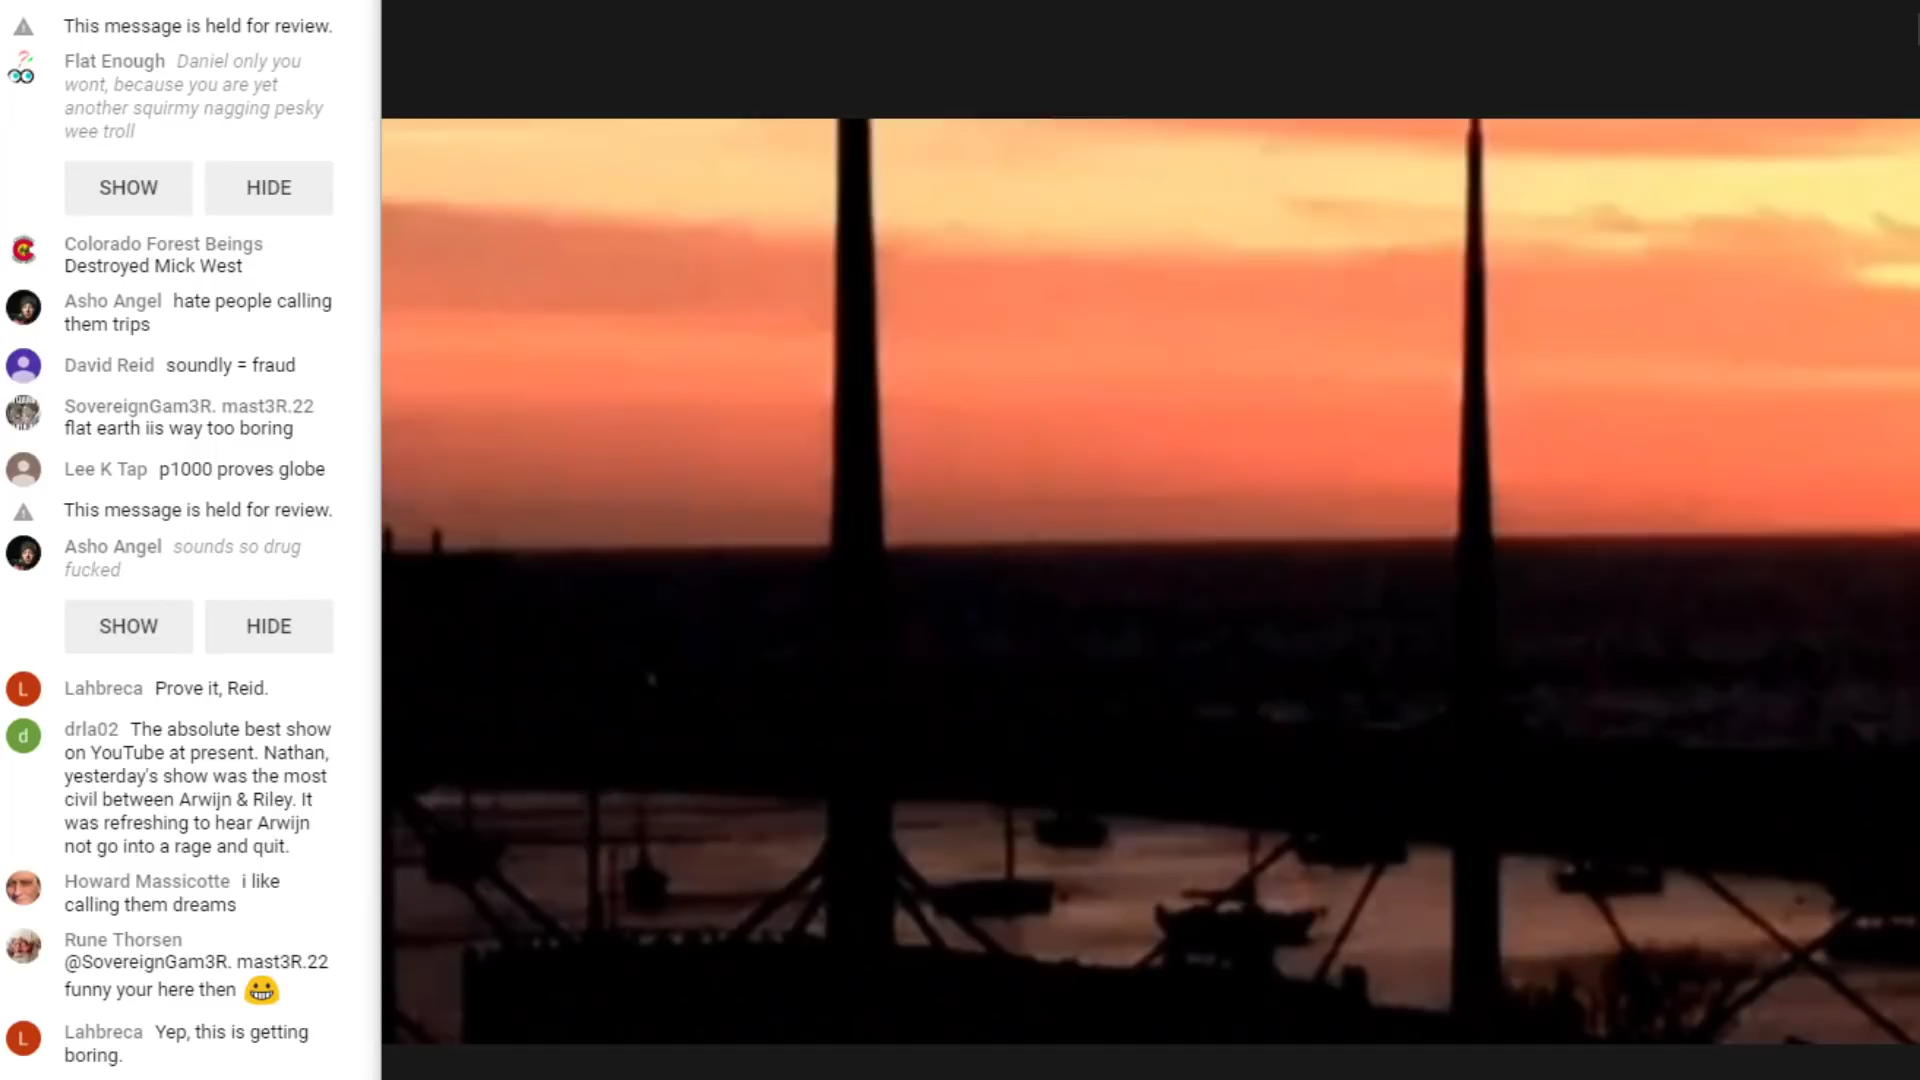 This message is held for review.
Flat Enough Daniel only you
wont, because you are yet
another squirmy nagging pesky
wee troll
SHOW HIDE
Colorado Forest Beings
Destroyed Mick West
Asho Angel hate people calling
them trips
David Reid soundly = fraud
SovereignGam3R. mast3R.22
flat earth iis way too boring
Lee K Tap p1000 proves globe
This message is held for review.
Asho Angel sounds so drug
fucked
SHOW HIDE
L Lahbreca Prove it, Reid.
d drla02 The absolute best show
on YouTube at present. Nathan,
yesterday's show was the most
civil between Arwijn & Riley. It
was refreshing to hear Arwijn
not go into a rage and quit.
Howard Massicotte i like
calling them dreams
Rune Thorsen
@SovereignGam3R. mast3R.22
funny your here then
L Lahbreca Yep, this is getting
boring.